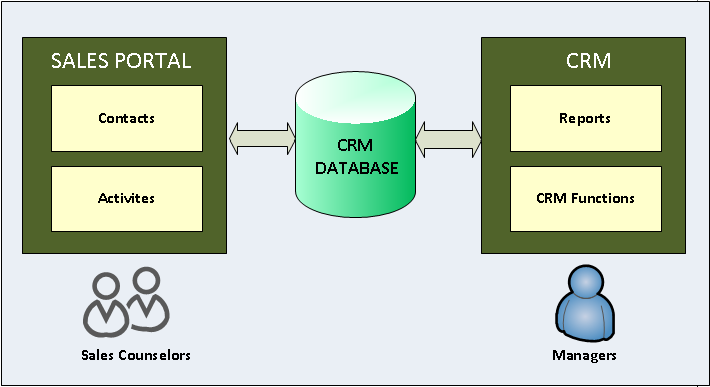 SALES PORTAL
Contacts
Activites
CRM
DATABASE
CRM
Reports
CRM Functions
Sales Counselors
Managers